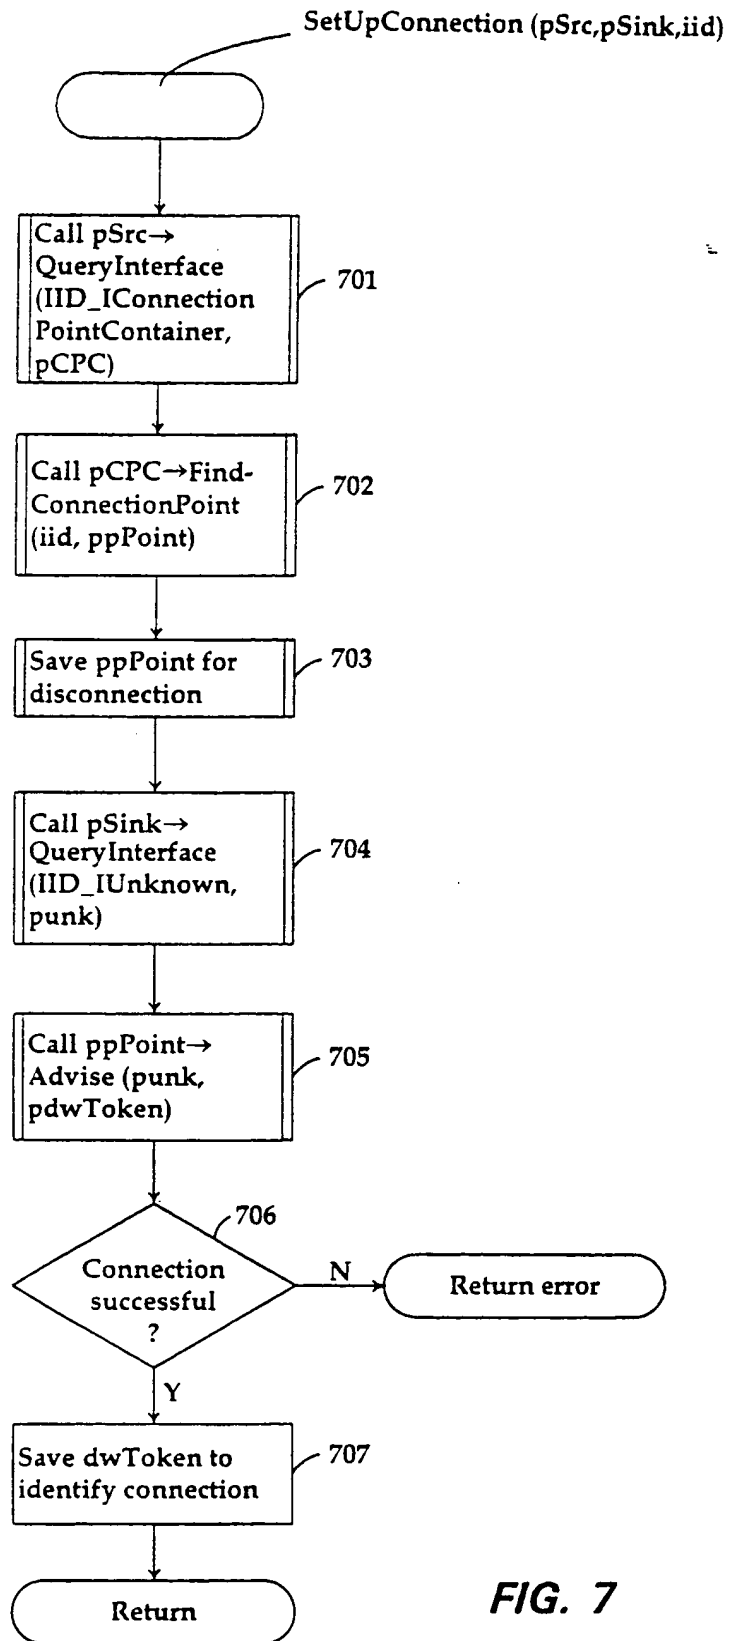 SetUpConnection (pSrc,pSink,iid)
Call pSrc→
QueryInterface
(IID_IConnection
PointContainer,
pCPC)
701
Call pCPC→Find-
ConnectionPoint
(iid, ppPoint)
702
Save ppPoint for
disconnection
703
Call pSink→
QueryInterface
(IID_IUnknown,
punk)
704
Call ppPoint→
Advise (punk,
pdwToken)
705
706
Connection
successful
?
N
Return error
Y
Save dwToken to
identify connection
707
Return
FIG. 7